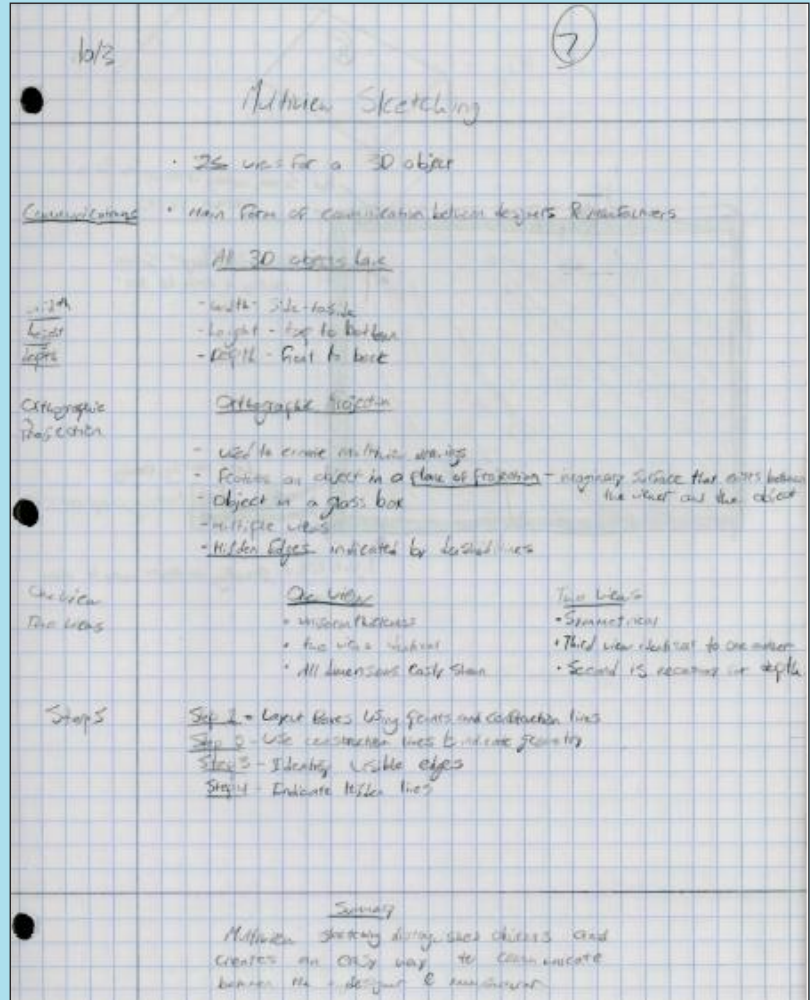 10/3
7
Multiview Sketching
· 2≤ views for a 3D object
Communications · Main form of communication between designers & manufacturers
All 3D objects have
width - width - side-to-side
height - height - top to bottom
depth - Depth - front to back
Orthographic Orthographic Projection
Projection
- used to create multiview drawings
- Features an object in a plane of projection - imaginary surface that exists between
the viewer and the object
- Object in a glass box
- Multiple views
- Hidden Edges indicated by dashed lines
One view One view Two Views
Two views • uniform thickness • Symmetrical
• two views identical • Third view identical to one another
• All dimensions easily shown • Second is necessary for depth
Steps Step 1 - Layout Boxes Using points and construction lines
Step - Use construction lines to indicate geometry
Step 3 - Identify visible edges
Step 4 - Indicate hidden lines
Summary
Multiview sketching and
creates an easy way to communicate
between the designer & manufacturer